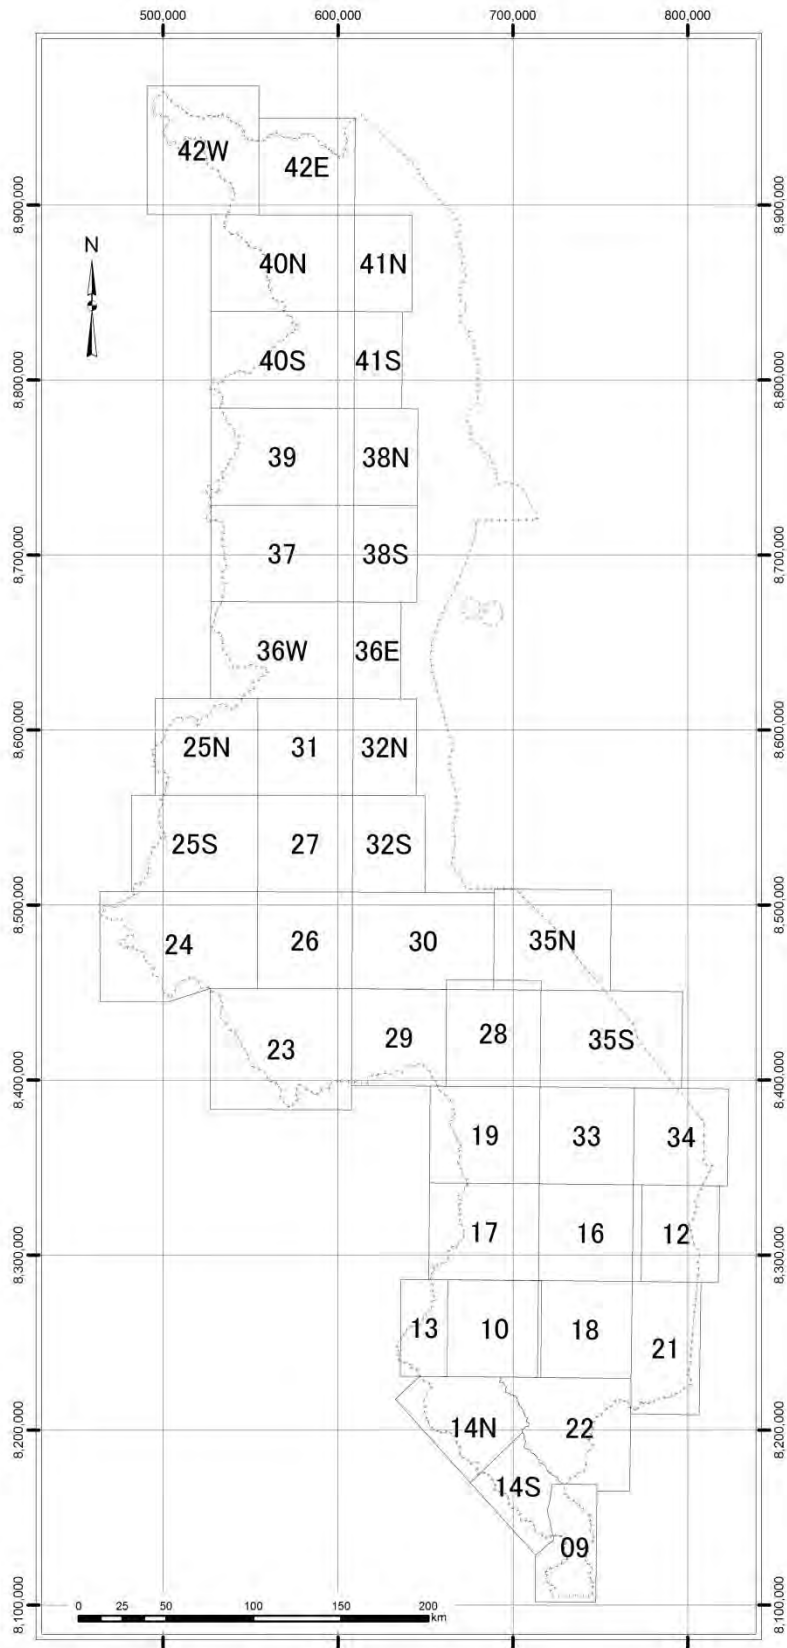 500,000 600,000 700,000 800,000
42W
42E
8,900,000 8,900,000
N
40N 41N
40S 41S
8,800,000 8,800,000
39 38N
37 38S
8,700,000 8,700,000
36W 36E
25N 31 32N
8,600,000 8,600,000
25S 27 32S
8,500,000 8,500,000
24 26 30 35N
23 29 28 35S
8,400,000 8,400,000
19 33 34
17 16 12
8,300,000 8,300,000
13 10 18 21
14N 22
8,200,000 8,200,000
14S
09
8,100,000 8,100,000
0 25 50 100 150 200
km